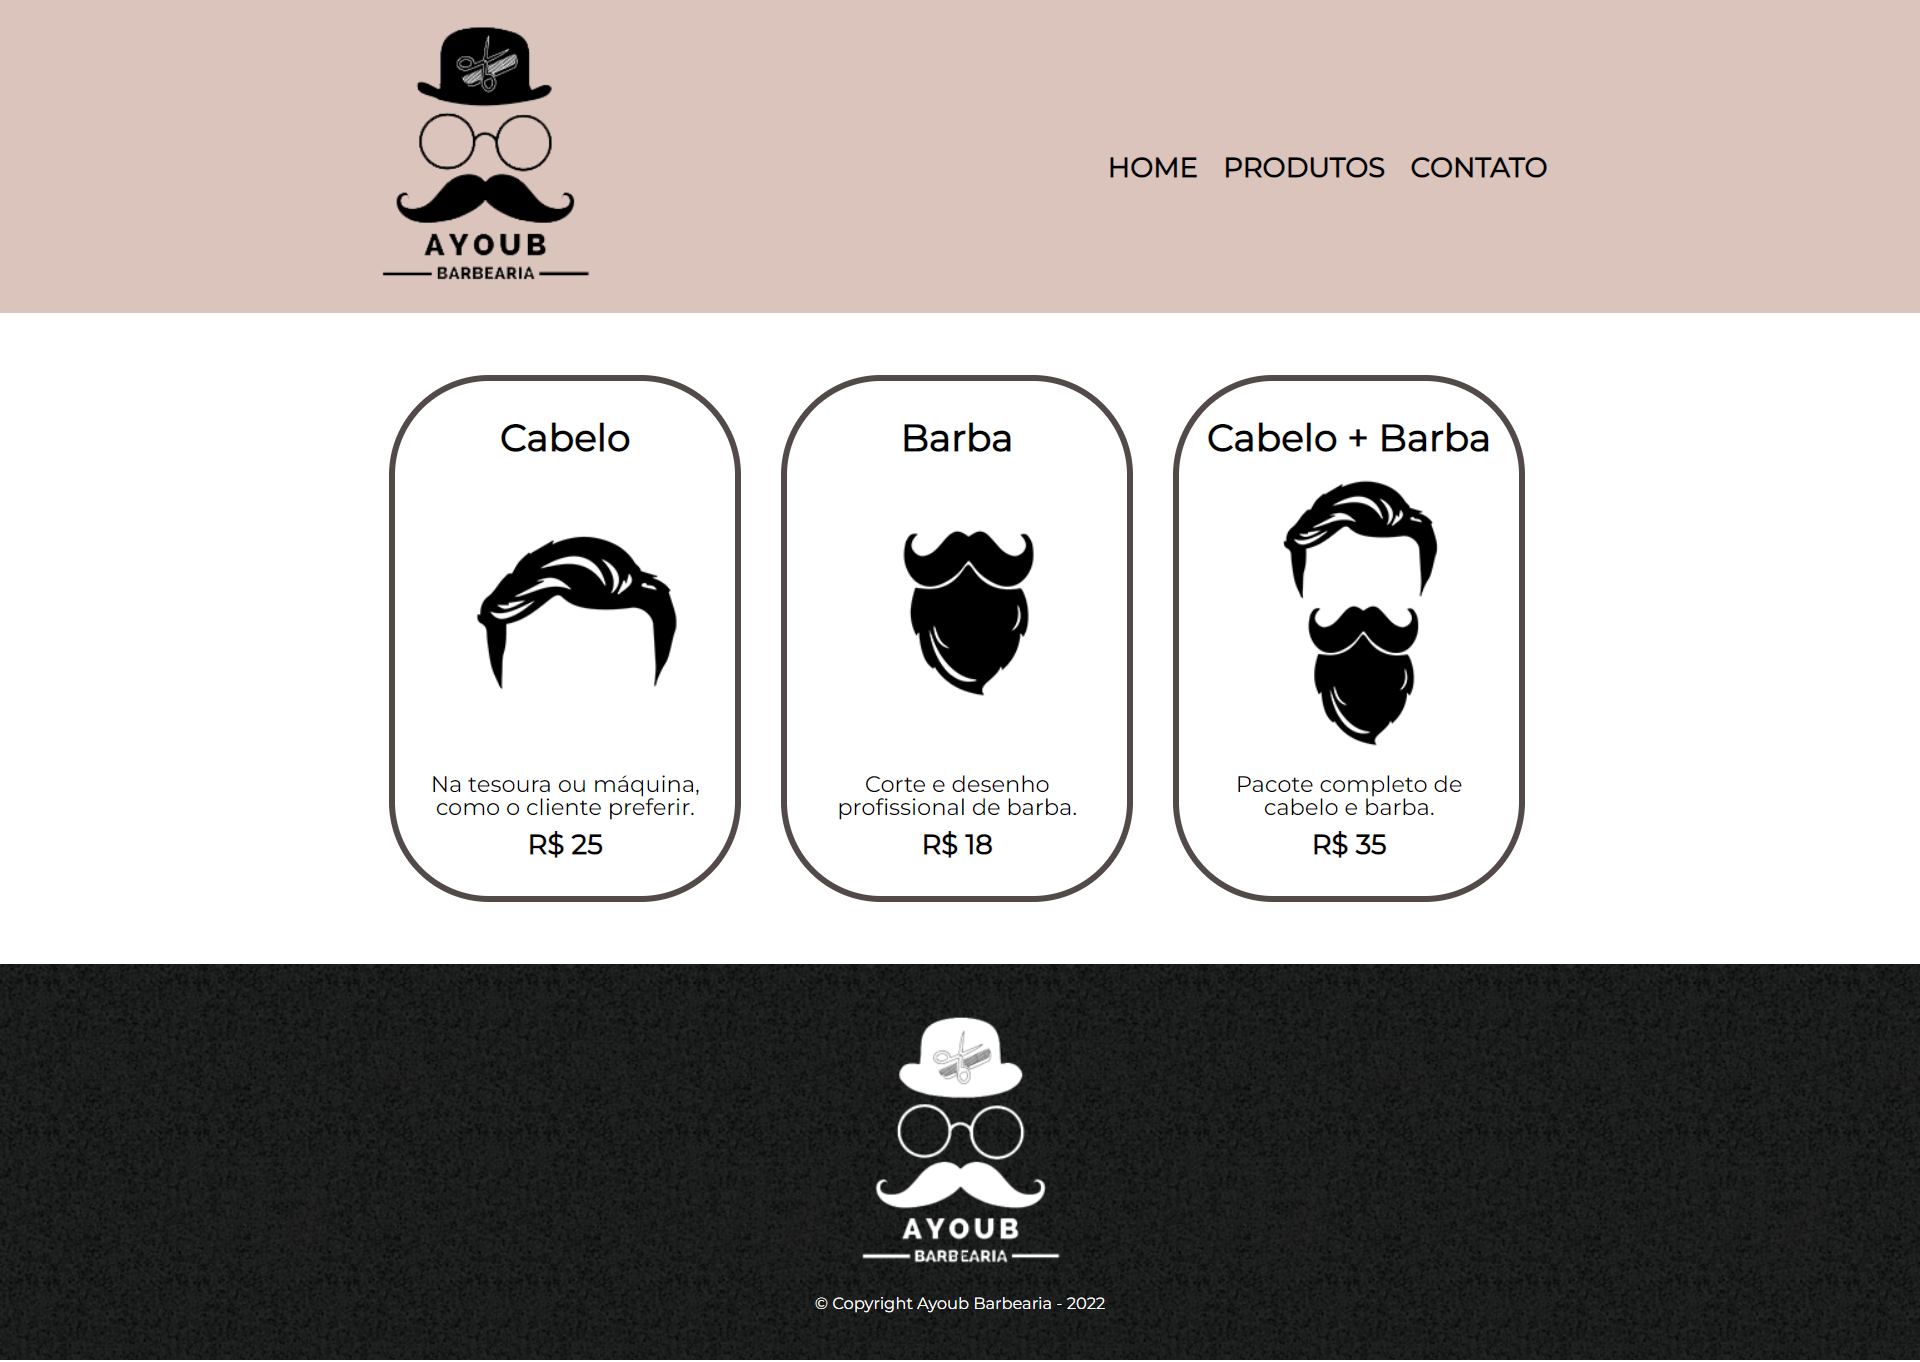 AYOUB
BARBEARIA
HOME PRODUTOS CONTATO
Cabelo
Na tesoura ou máquina,
como o cliente preferir.
R$ 25
Barba
Corte e desenho
profissional de barba.
R$ 18
Cabelo + Barba
Pacote completo de
cabelo e barba.
R$ 35
AYOUB
BARBEARIA
© Copyright Ayoub Barbearia - 2022